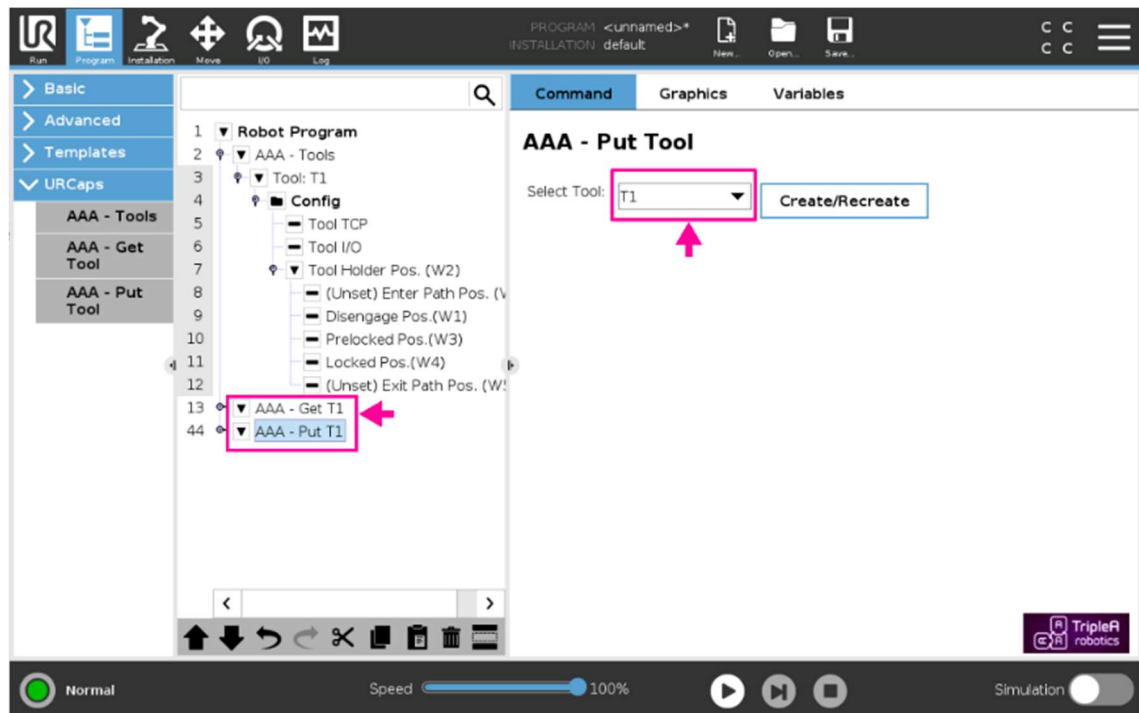 PROGRAM <unnamed>*
INSTALLATION default
Run Program Installation Move I/O Log New... Open... Save...
C C
C C
Basic
Advanced
Templates
URCaps
AAA - Tools
AAA - Get
Tool
AAA - Put
Tool
1 Robot Program
2 AAA - Tools
3 Tool: T1
4 Config
5 Tool TCP
6 Tool I/O
7 Tool Holder Pos. (W2)
8 (Unset) Enter Path Pos. (
9 Disengage Pos.(W1)
10 Prelocked Pos.(W3)
11 Locked Pos.(W4)
12 (Unset) Exit Path Pos. (W
13 AAA - Get T1
44 AAA - Put T1
Command Graphics Variables
AAA - Put Tool
Select Tool: T1 Create/Recreate
TripleA
robotics
Normal Speed 100% Simulation